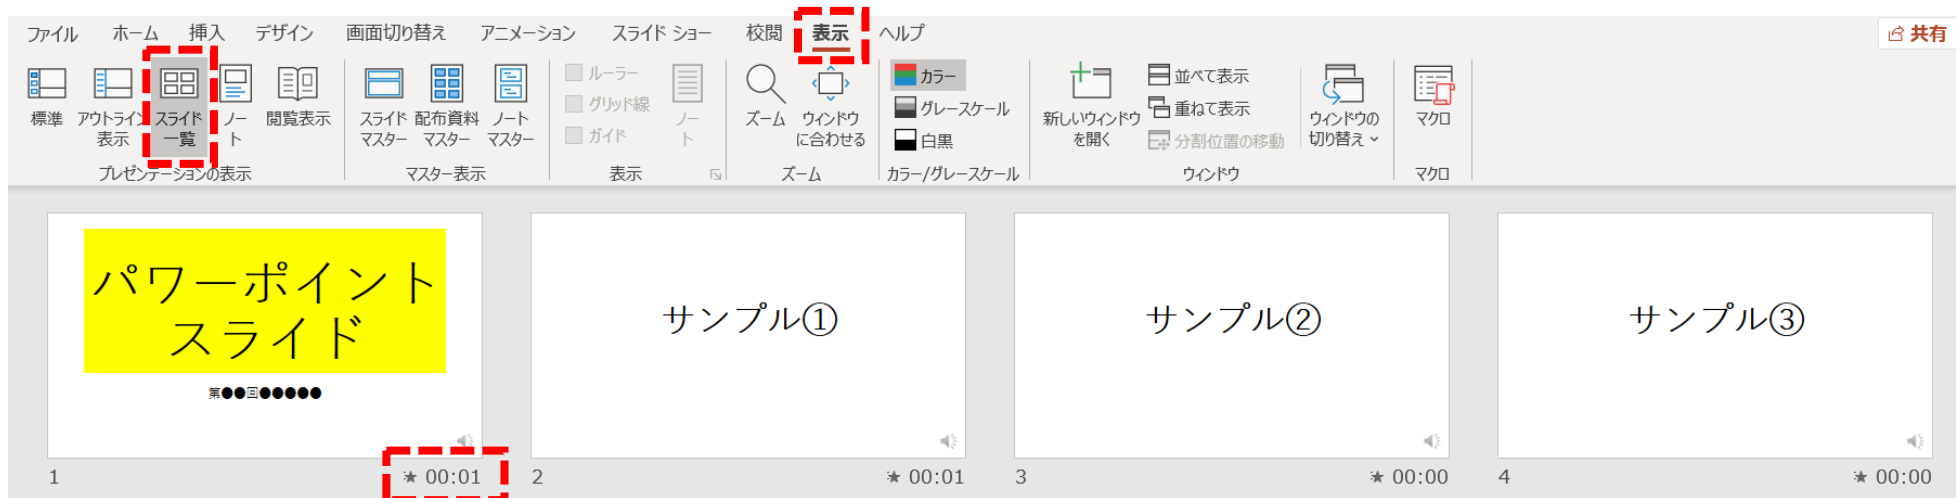 ファイル ホーム 挿入 デザイン 画面切り替え アニメーション スライド ショー 校閲 表示 ヘルプ 共有
標準
アウトライン
表示
スライド
一覧
ノー
ト
閲覧表示
プレゼンテーションの表示
スライド
マスター
配布資料
マスター
ノート
マスター
マスター表示
ルーラー
グリッド線
ガイド
ノー
ト
表示
ズーム
ウィンドウ
に合わせる
ズーム
カラー
グレースケール
白黒
カラー/グレースケール
新しいウィンドウ
を開く
並べて表示
重ねて表示
分割位置の移動
ウィンドウの
切り替え
ウィンドウ
マクロ
マクロ
パワーポイント
スライド
第●●回●●●●●
1 00:01
サンプル①
2 00:01
サンプル②
3 00:00
サンプル③
4 00:00